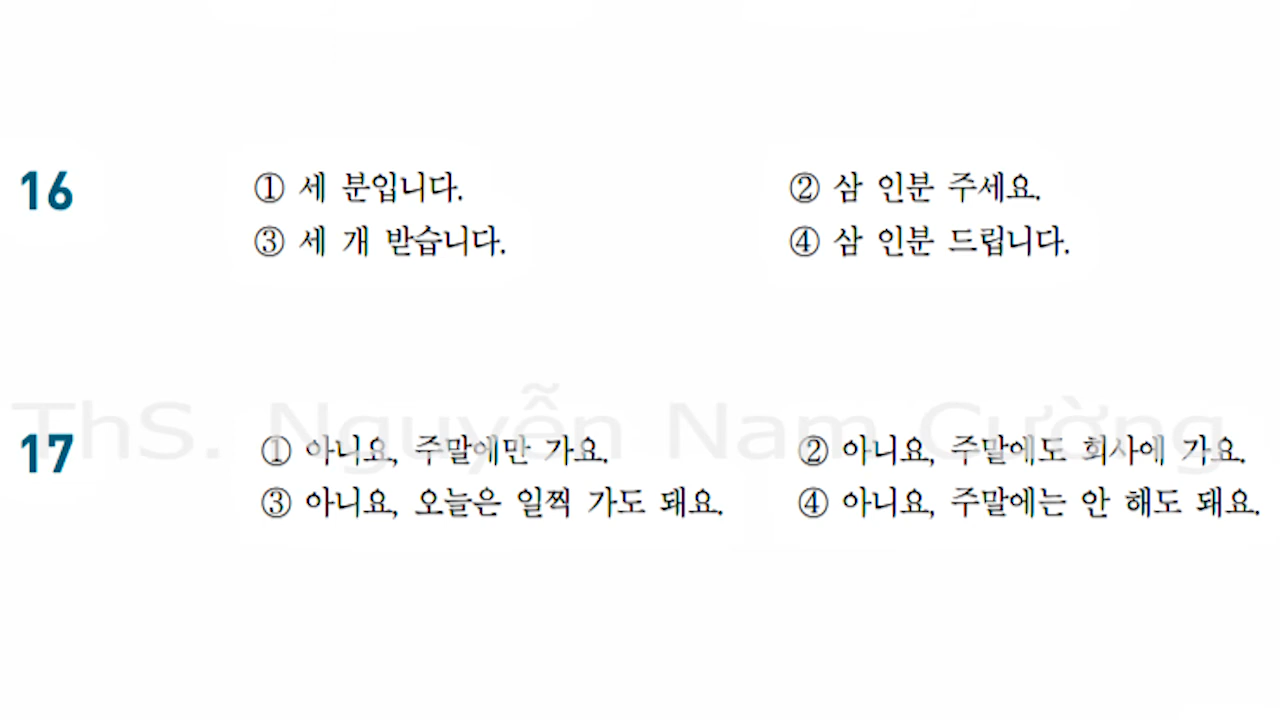 16 ① 세 분입니다. ② 삼 인분 주세요.
③ 세 개 받습니다. ④ 삼 인분 드립니다.
ThS. Nguyễn Nam Cường
17 ① 아니요, 주말에만 가요. ② 아니요, 주말에도 회사에 가요.
③ 아니요, 오늘은 일찍 가도 돼요. ④ 아니요, 주말에는 안 해도 돼요.